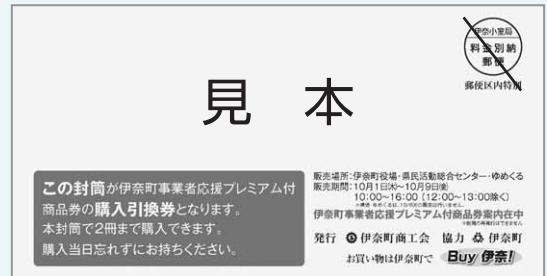 伊奈小室局
料金別納
郵便
郵便区内特別
見 本
この封筒が伊奈町事業者応援プレミアム付
商品券の購入引換券となります。
本封筒で2冊まで購入できます。
購入当日忘れずにお持ちください。
販売場所：伊奈町役場・県民活動総合センター・ゆめくる
販売期間：10月1日㈭〜10月9日㈮
10:00〜16:00（12:00〜13:00除く）
伊奈町事業者応援プレミアム付商品券案内在中
発行 伊奈町商工会 協力 伊奈町
お買い物は伊奈町で Buy 伊奈!